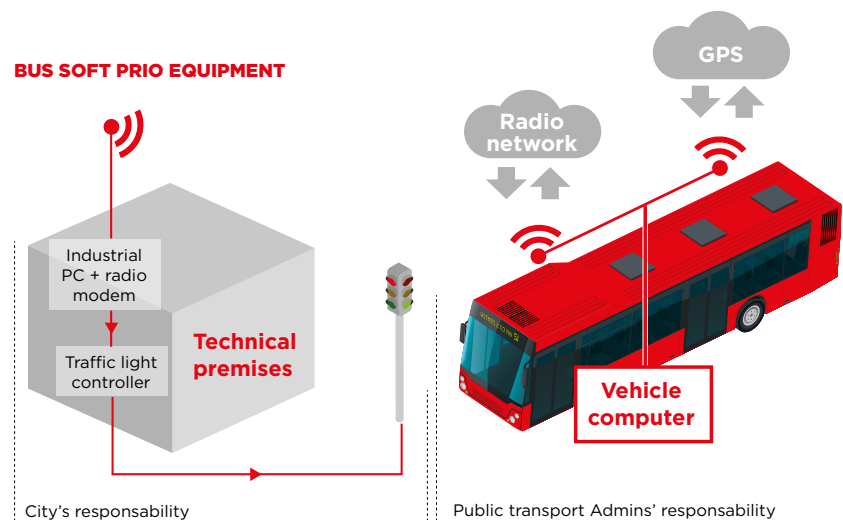 BUS SOFT PRIO EQUIPMENT
GPS
Radio
network
Industrial
PC + radio
modem
Technical
premises
Traffic light
controller
Vehicle
computer
City's responsability
Public transport Admins' responsability